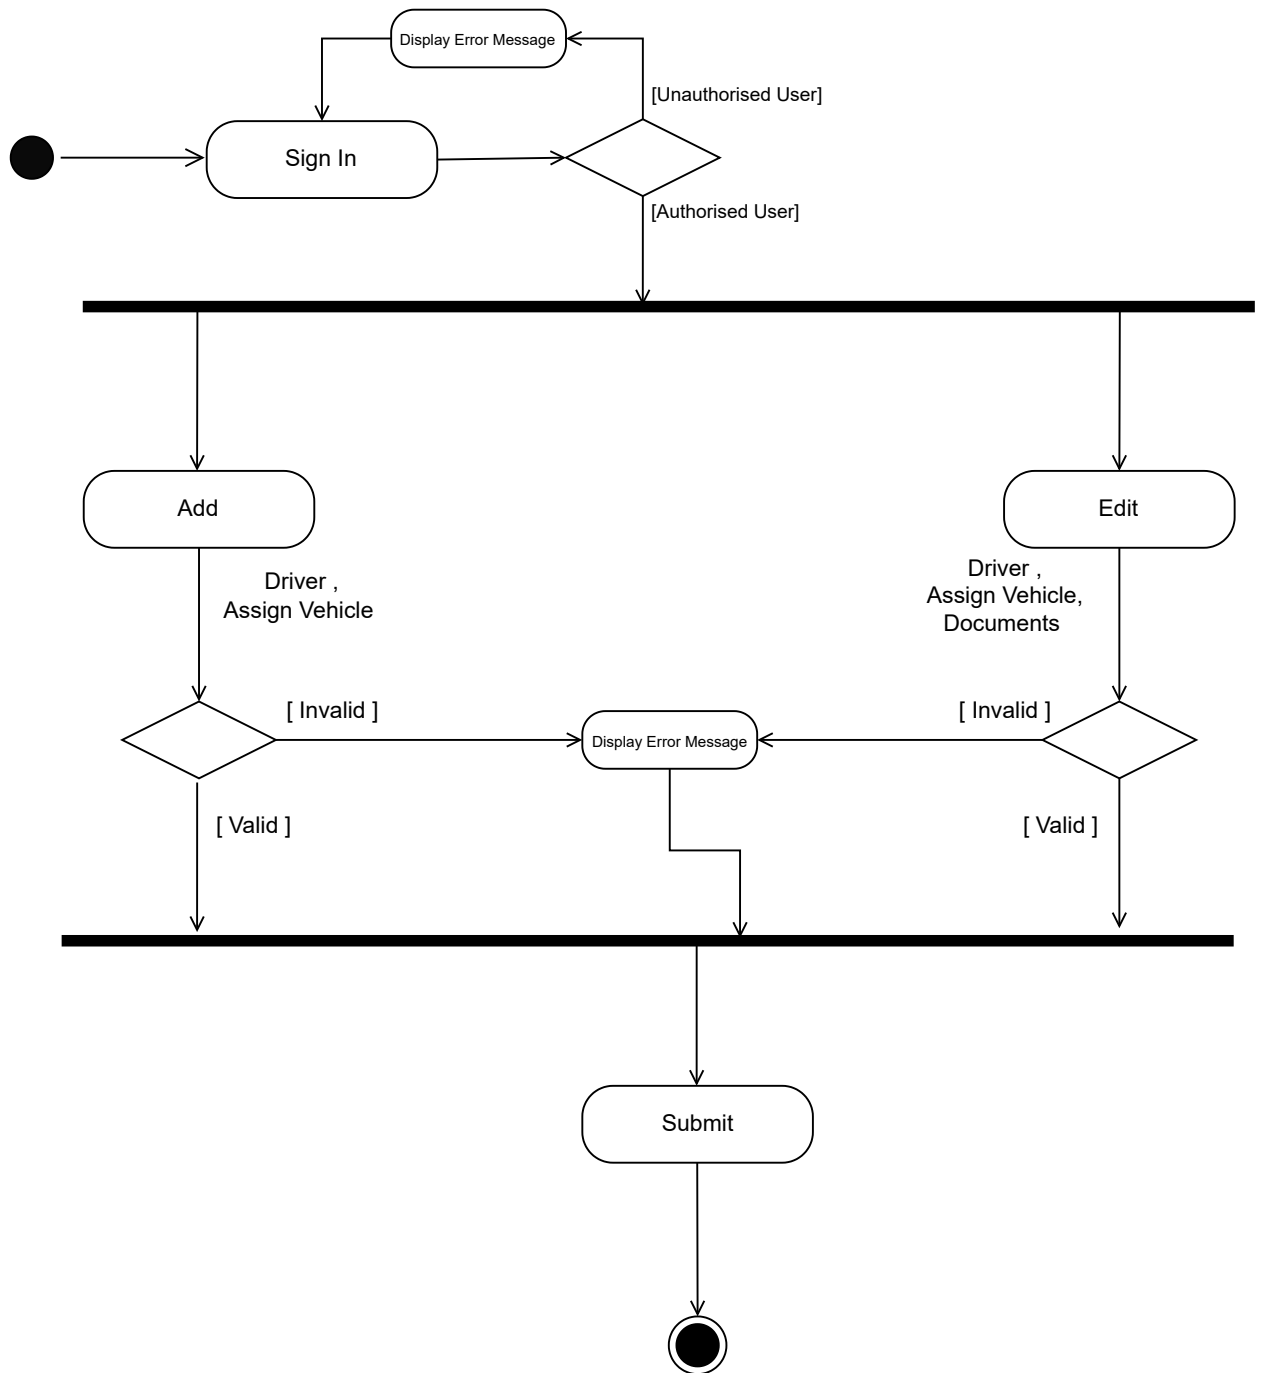 Display Error Message
[Unauthorised User]
Sign In
[Authorised User]
Add
Edit
Driver ,
Assign Vehicle
Driver ,
Assign Vehicle,
Documents
[ Invalid ]
[ Invalid ]
Display Error Message
[ Valid ]
[ Valid ]
Submit